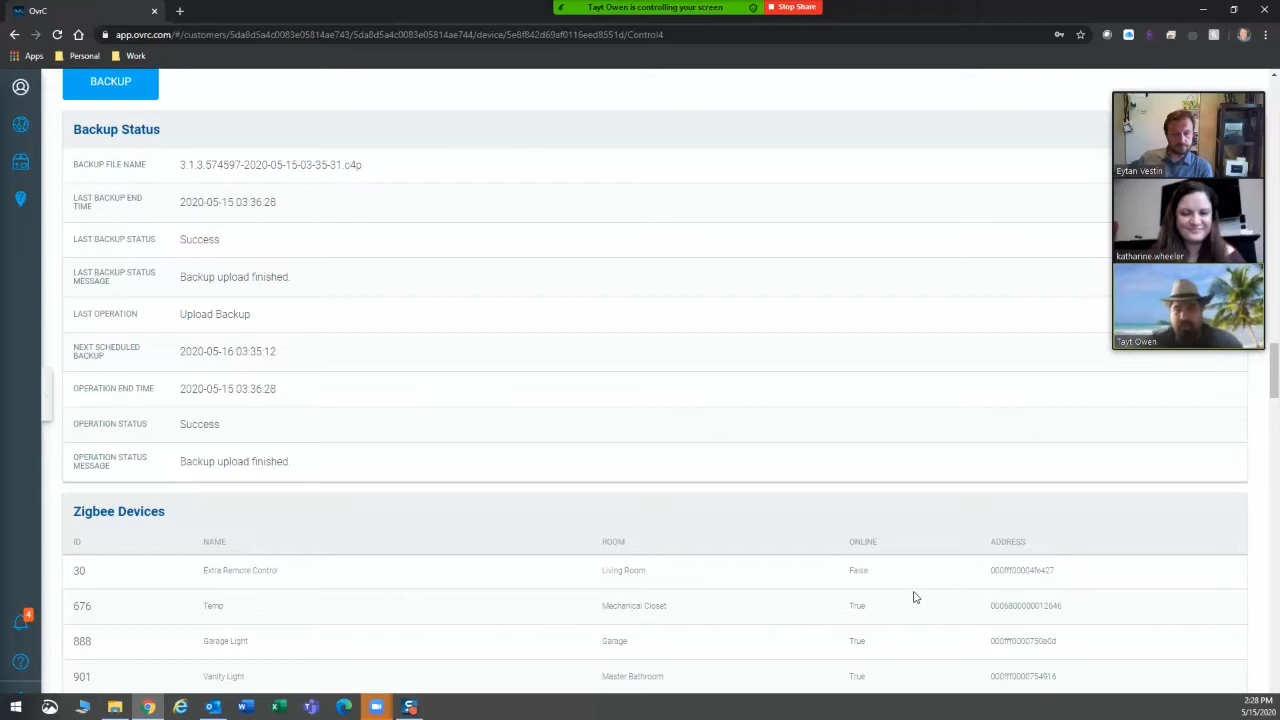 OvrC
Tayt Owen is controlling your screen
Stop Share
app.ovrc.com/#/customers/5da8d5a4c0083e05814ae743/5da8d5a4c0083e05814ae744/device/5e8f842d69af0116eed8551d/Control4
Apps Personal Work
BACKUP
Backup Status
BACKUP FILE NAME 3.1.3.574597-2020-05-15-03-35-31.c4p
LAST BACKUP END TIME 2020-05-15 03:36:28
LAST BACKUP STATUS Success
LAST BACKUP STATUS MESSAGE Backup upload finished.
LAST OPERATION Upload Backup
NEXT SCHEDULED BACKUP 2020-05-16 03:35:12
OPERATION END TIME 2020-05-15 03:36:28
OPERATION STATUS Success
OPERATION STATUS MESSAGE Backup upload finished.
Eytan Vestin
katharine.wheeler
Tayt Owen
Zigbee Devices
ID NAME ROOM ONLINE ADDRESS
30 Extra Remote Control Living Room False 000fff00004fe427
676 Temp Mechanical Closet True 0006800000012646
888 Garage Light Garage True 000fff0000750a0d
901 Vanity Light Master Bathroom True 000fff0000754916
4
2:28 PM
5/15/2020